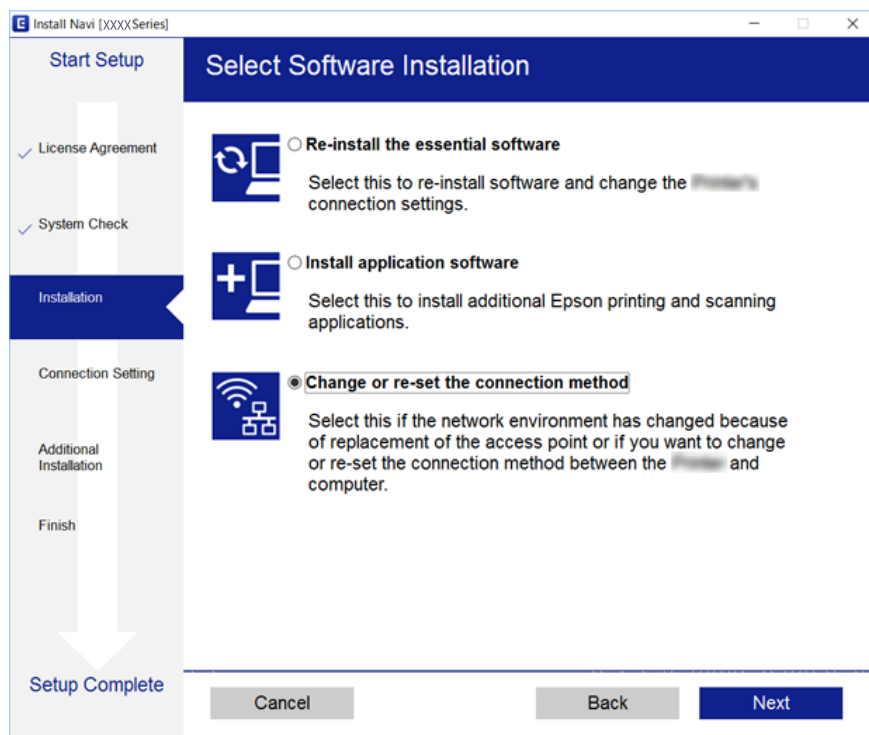 E Install Navi [XXXX Series]
Start Setup
License Agreement
System Check
Installation
Connection Setting
Additional
Installation
Finish
Setup Complete
Select Software Installation
Re-install the essential software
Select this to re-install software and change the
connection settings.
Install application software
Select this to install additional Epson printing and scanning
applications.
Change or re-set the connection method
Select this if the network environment has changed because
of replacement of the access point or if you want to change
or re-set the connection method between the and
computer.
Cancel
Back
Next